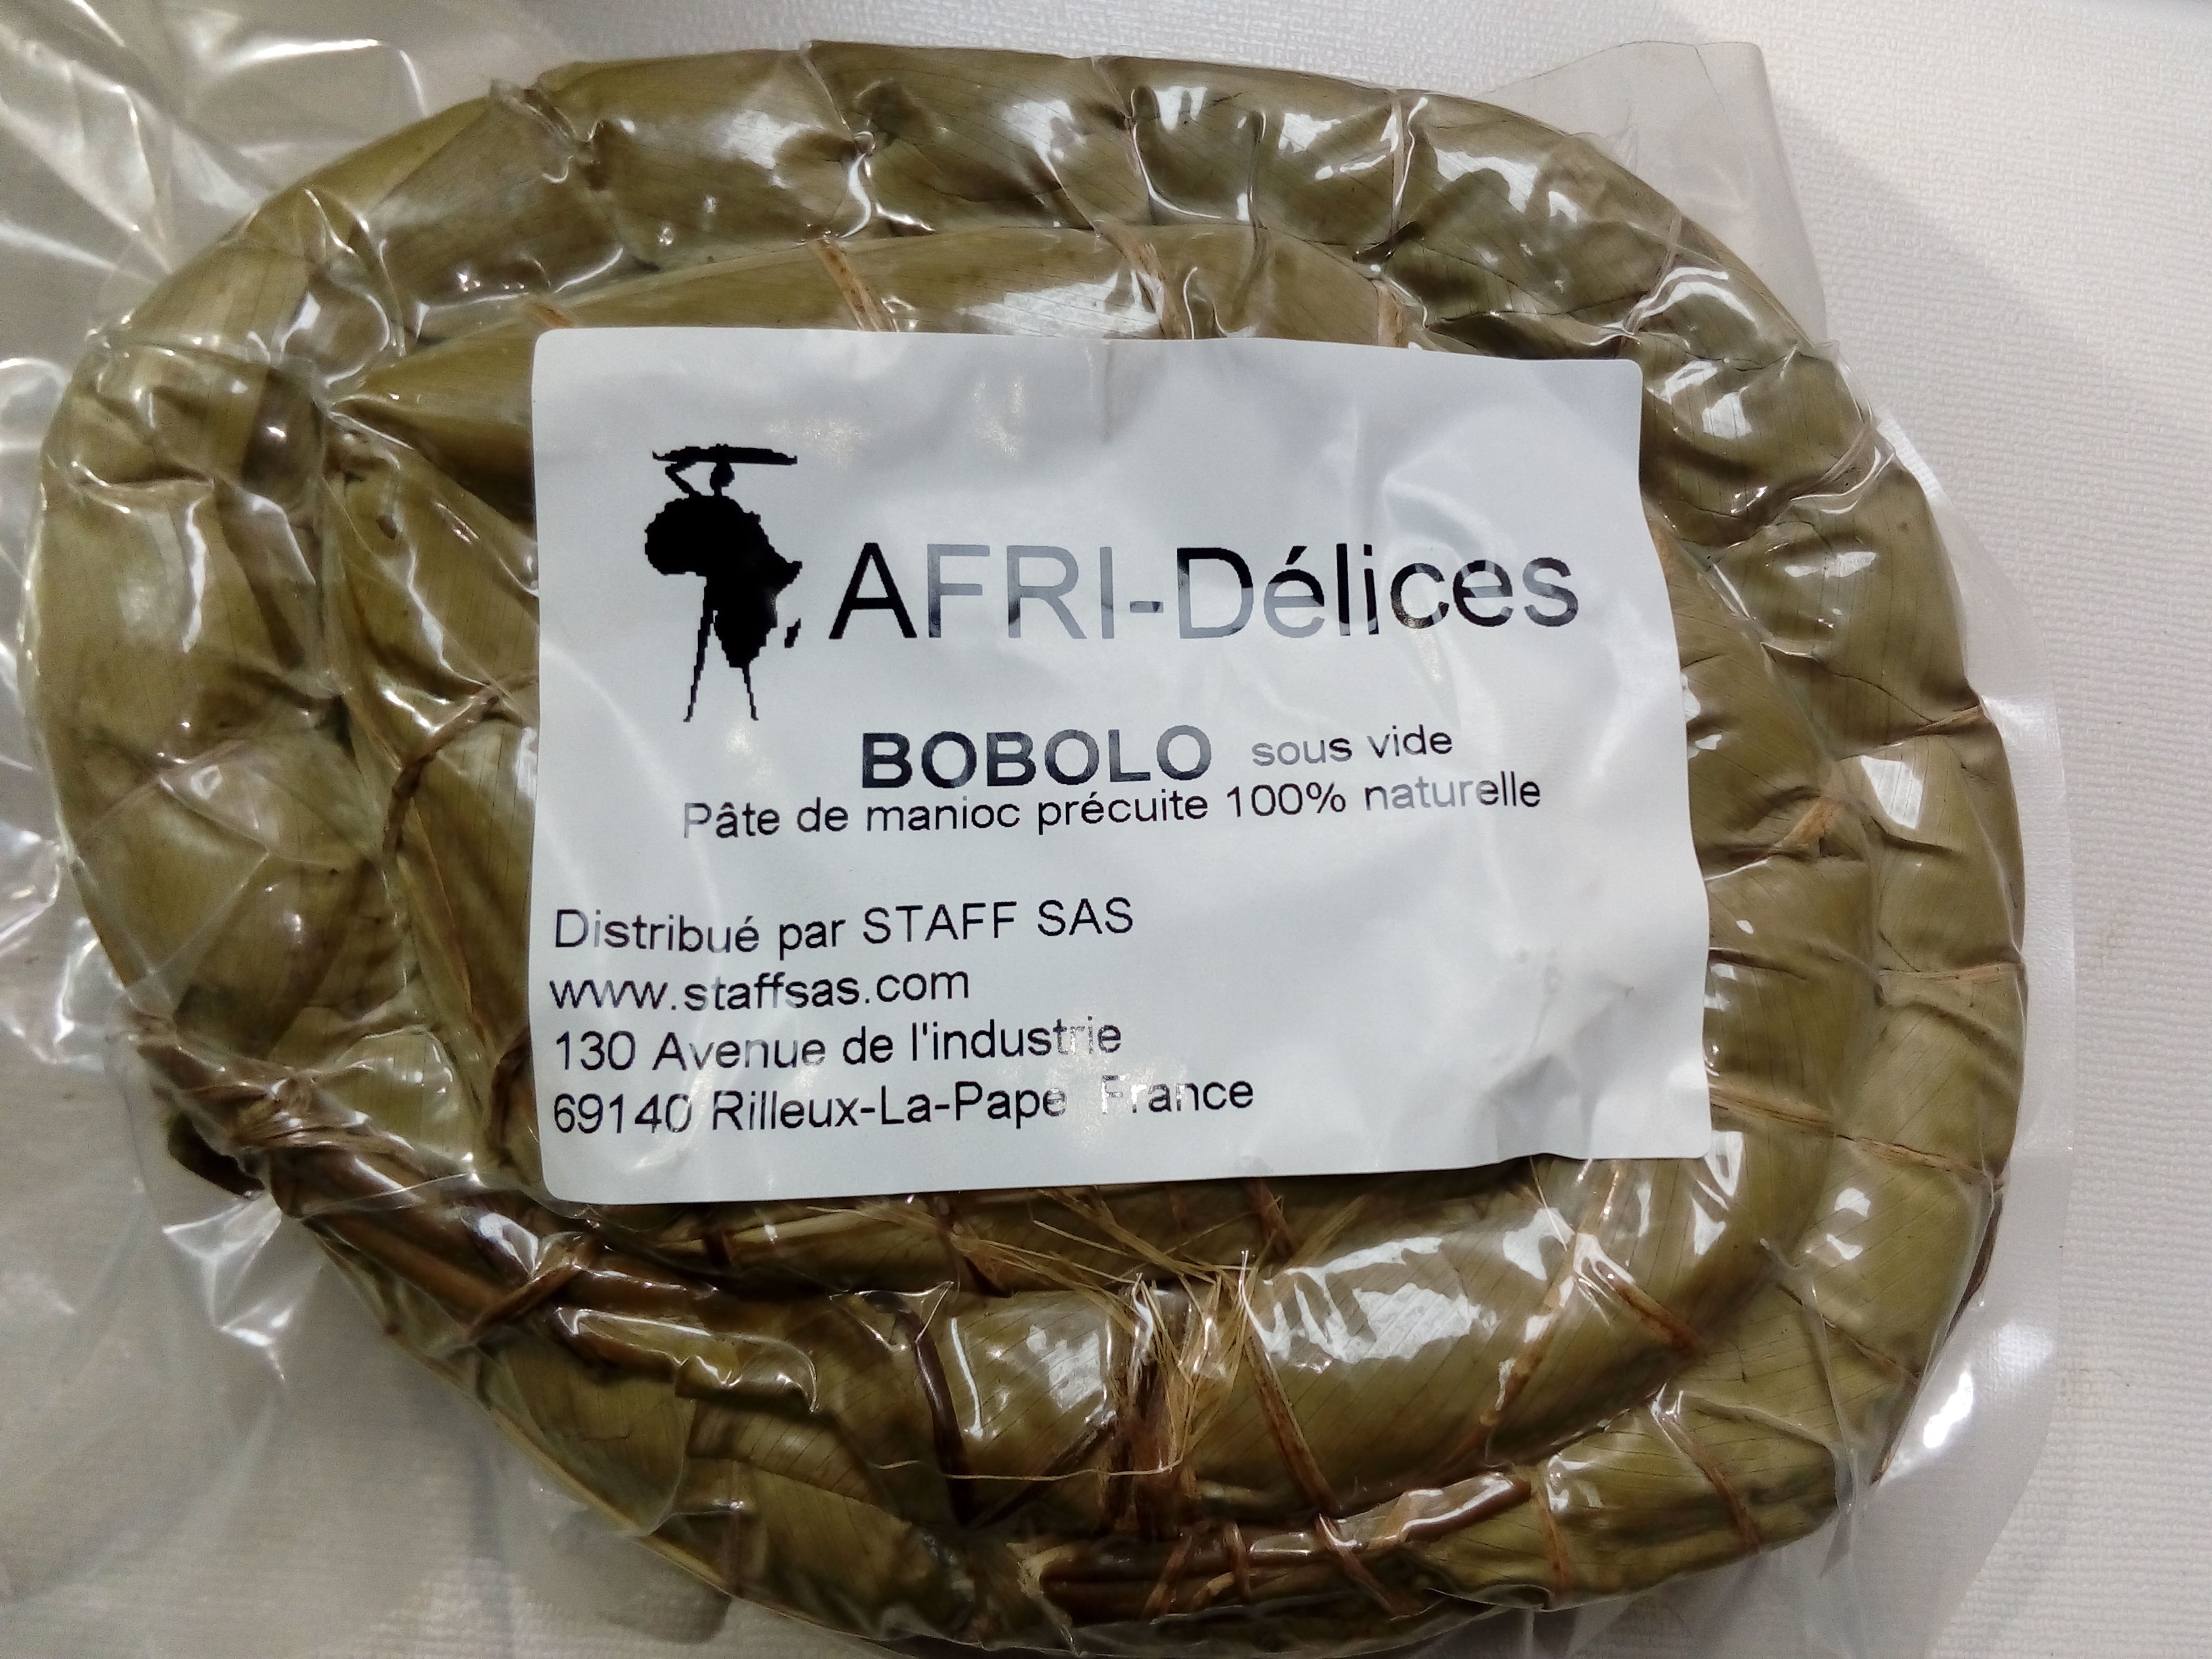 AFRI-Délices
BOBOLO sous vide
Pâte de manioc précuite 100% naturelle
Distribué par STAFF SAS
www.staffsas.com
130 Avenue de l'industrie
69140 Rilleux-La-Pape France